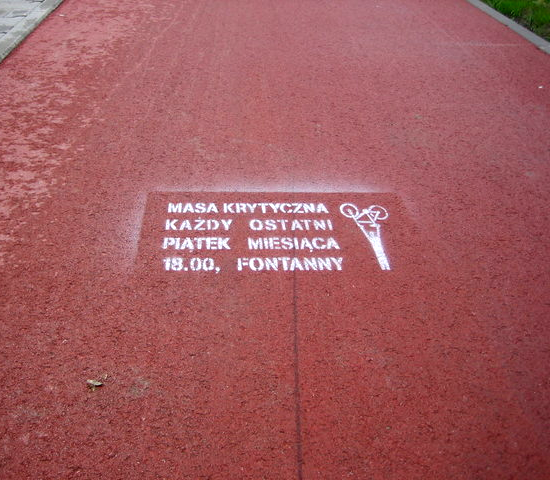 MASA KRYTYCZNA
KAŻDY OSTATNI
PIĄTEK MIESIĄCA
18.00, FONTANNY